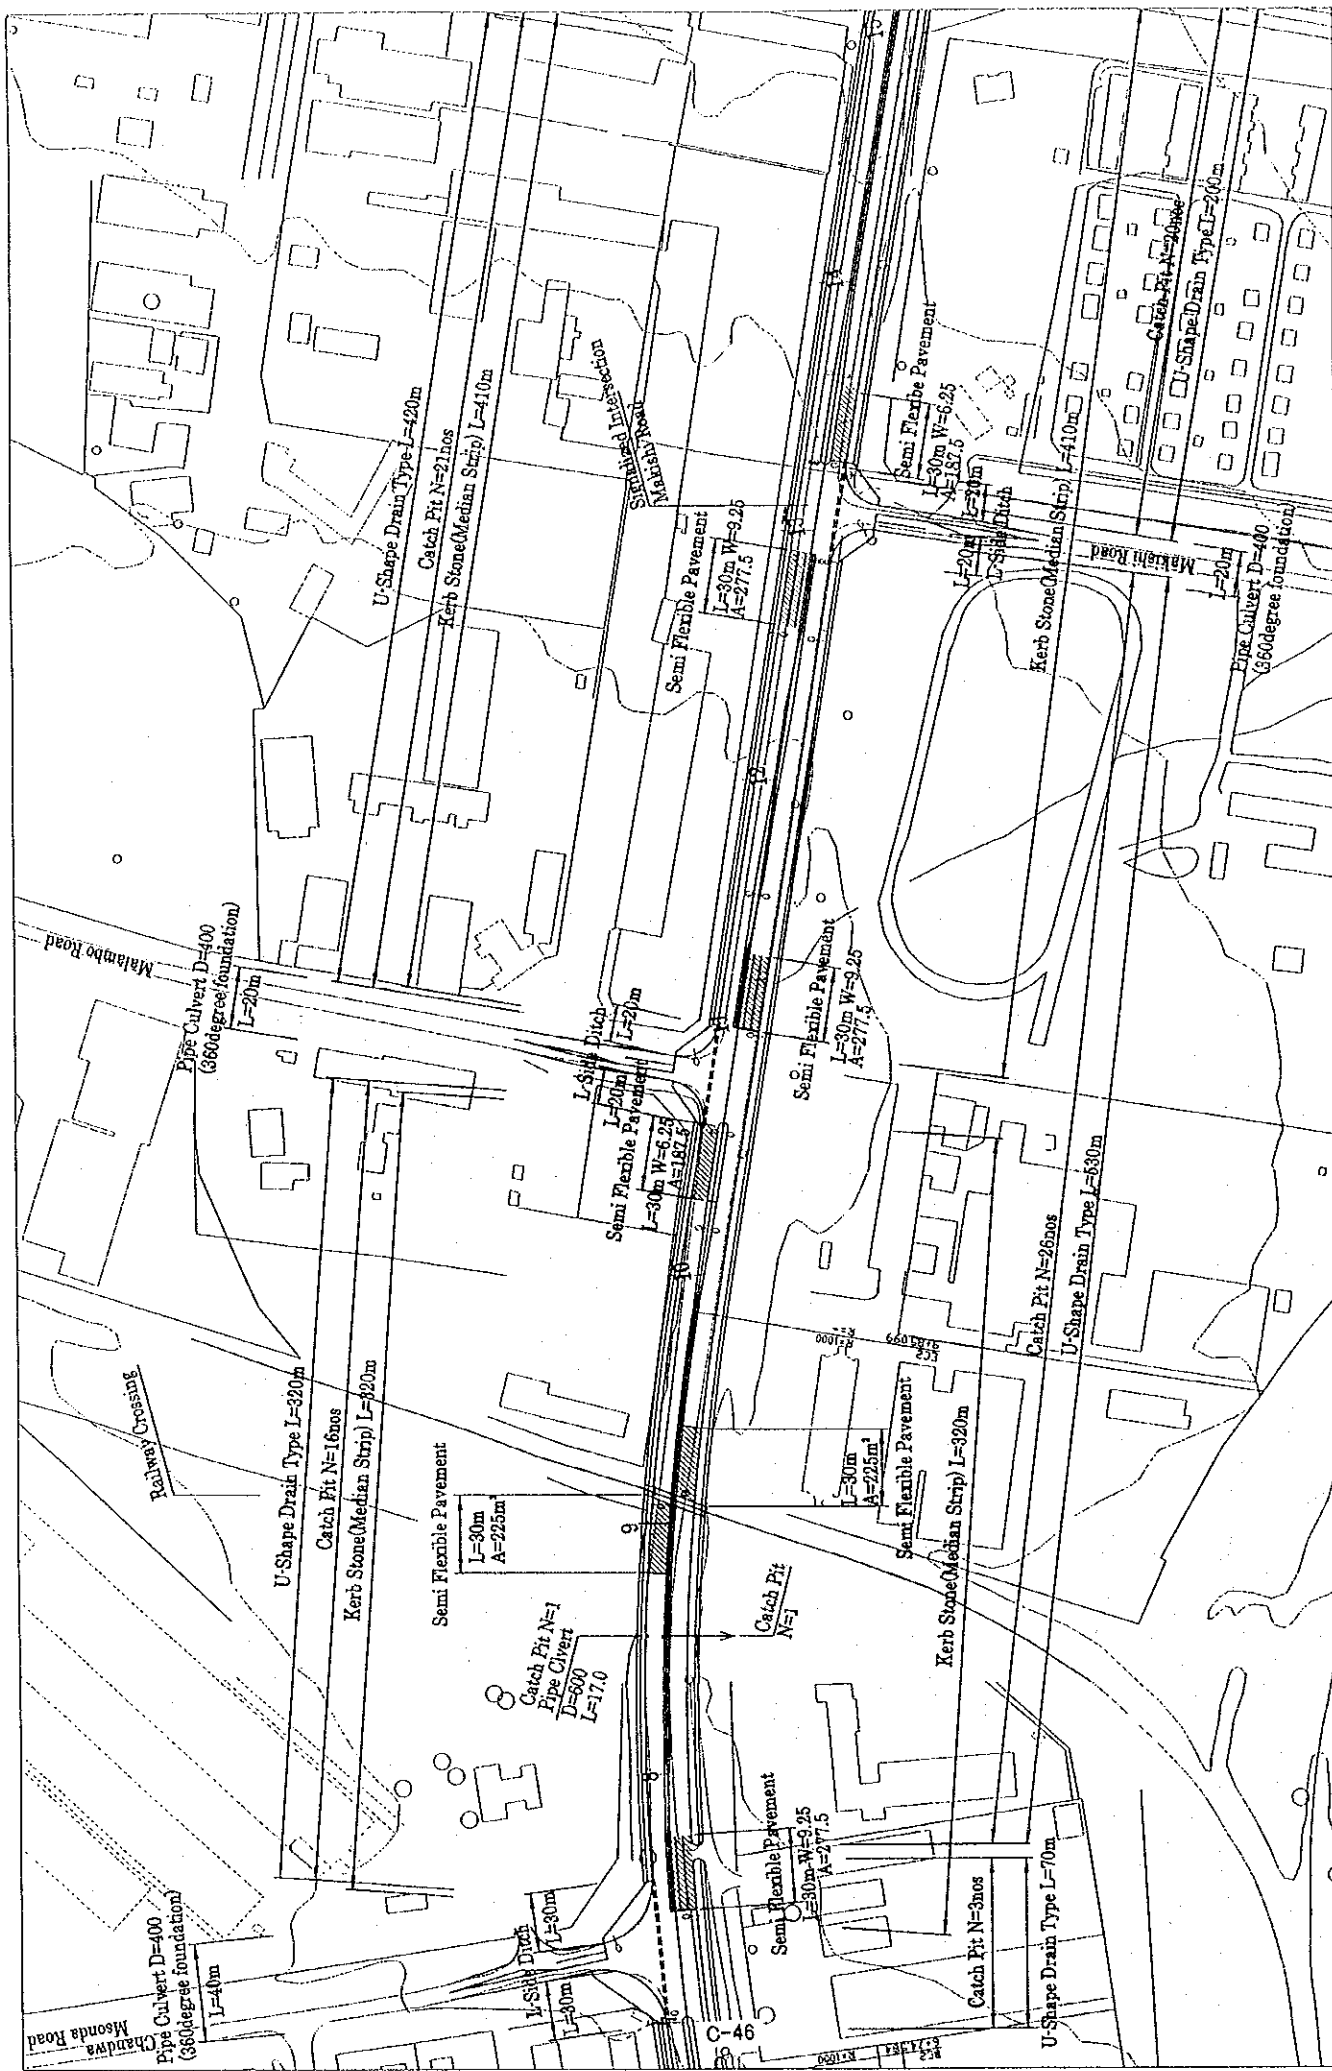 Chandwa
Msonda Road
Pipe Culvert D=400
(360degree foundation)
L=40m
L-Side Ditch
L=30m
L=30m
Railway Crossing
U-Shape Drain Type L=320m
Catch Pit N=16nos
Kerb Stone(Median Strip) L=320m
Semi Flexible Pavement
L=30m
A=225m²
Catch Pit N=1
Pipe Clvert
D=600
L=17.0
Catch Pit
N=1
8
9
10
C-46
Semi Flexible Pavement
L=30m W=9.25
A=277.5
Catch Pit N=3nos
U-Shape Drain Type L=70m
L=30m
A=225m²
Semi Flexible Pavement
Kerb Stone(Median Strip) L=320m
Catch Pit N=26nos
U-Shape Drain Type L=530m
R=1000
Malambo Road
Pipe Culvert D=400
(360degree foundation)
L=20m
L-Side Ditch
L=20m
L=20m
Semi Flexible Pavement
L=30m W=6.25
A=187.5
Semi Flexible Pavement
L=30m W=9.25
A=277.5
12
U-Shape Drain Type L=420m
Catch Pit N=21nos
Kerb Stone(Median Strip) L=410m
Signalized Intersection
Makishi Road
Semi Flexible Pavement
L=30m W=9.25
A=277.5
13
14
15
Semi Flexibe Pavement
L=30m W=6.25
A=187.5
L=20m
L=20m
L-Side Ditch
Makishi Road
Kerb Stone(Median Strip) L=410m
Catch Pit N=20nos
U-Shape Drain Type L=200m
L=20m
Pipe Culvert D=400
(360degree foundation)